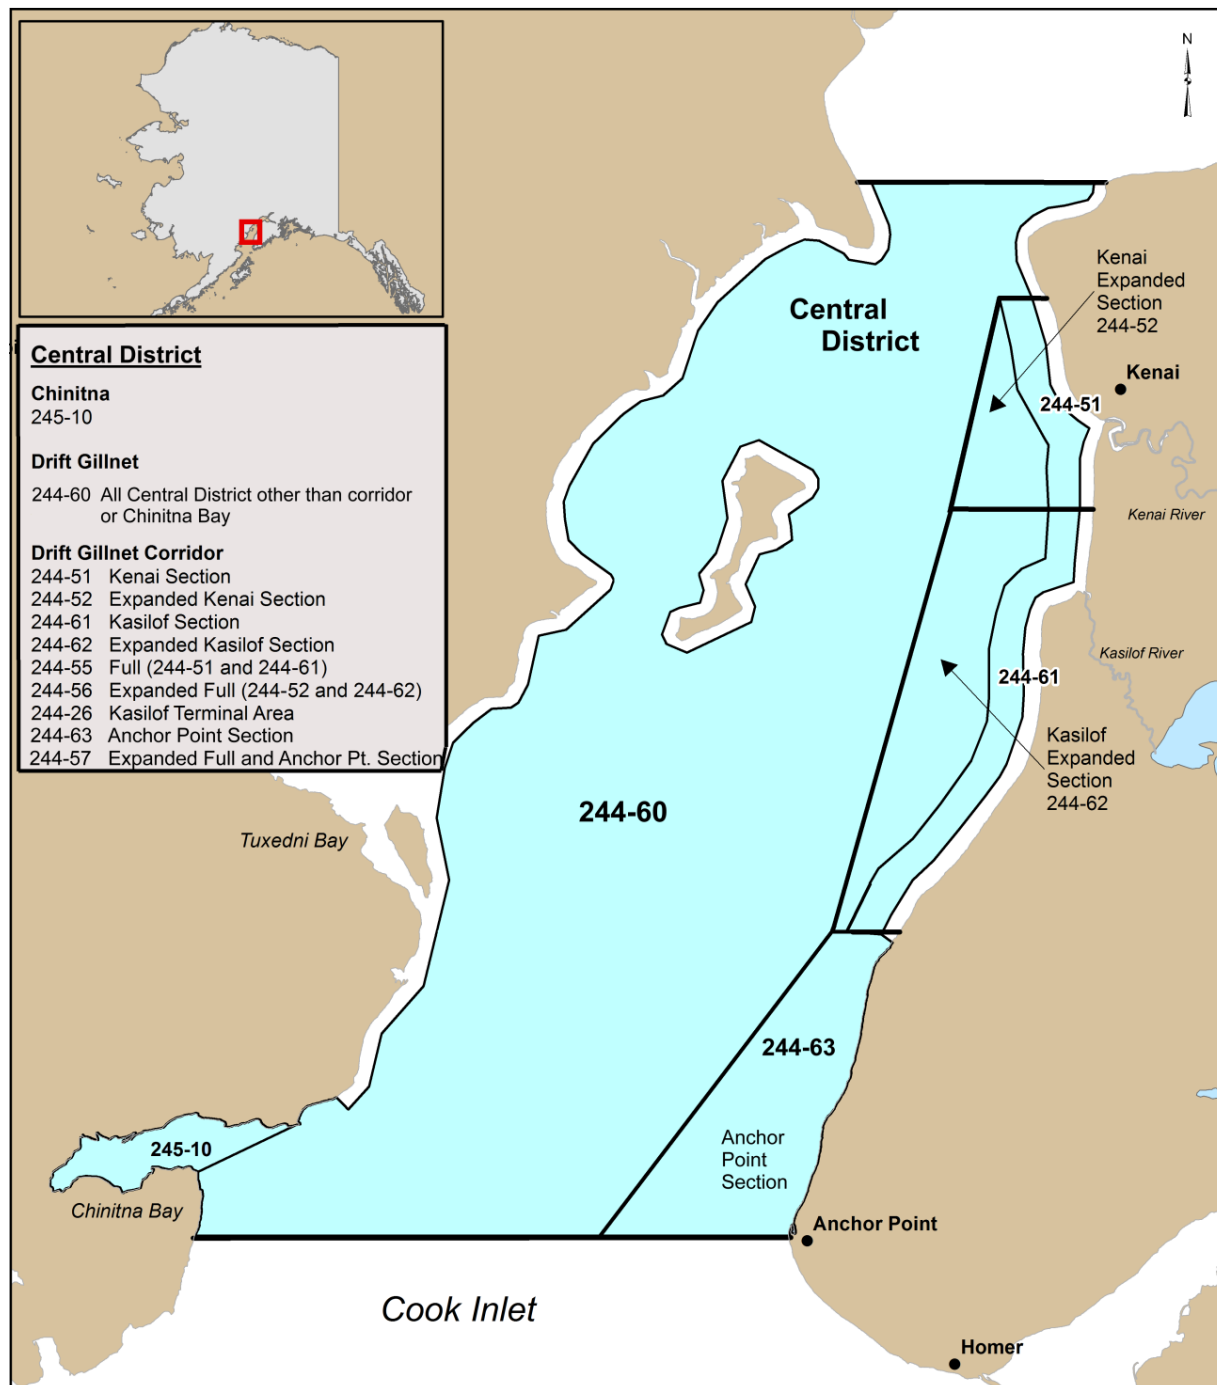 N
Central District
Chinitna
245-10
Drift Gillnet
244-60 All Central District other than corridor
or Chinitna Bay
Drift Gillnet Corridor
244-51 Kenai Section
244-52 Expanded Kenai Section
244-61 Kasilof Section
244-62 Expanded Kasilof Section
244-55 Full (244-51 and 244-61)
244-56 Expanded Full (244-52 and 244-62)
244-26 Kasilof Terminal Area
244-63 Anchor Point Section
244-57 Expanded Full and Anchor Pt. Section
Kenai
Expanded
Section
244-52
Central
District
Kenai
244-51
Kenai River
Kasilof River
244-61
Kasilof
Expanded
Section
244-62
244-60
Tuxedni Bay
244-63
Anchor
Point
Section
245-10
Chinitna Bay
Anchor Point
Cook Inlet
Homer